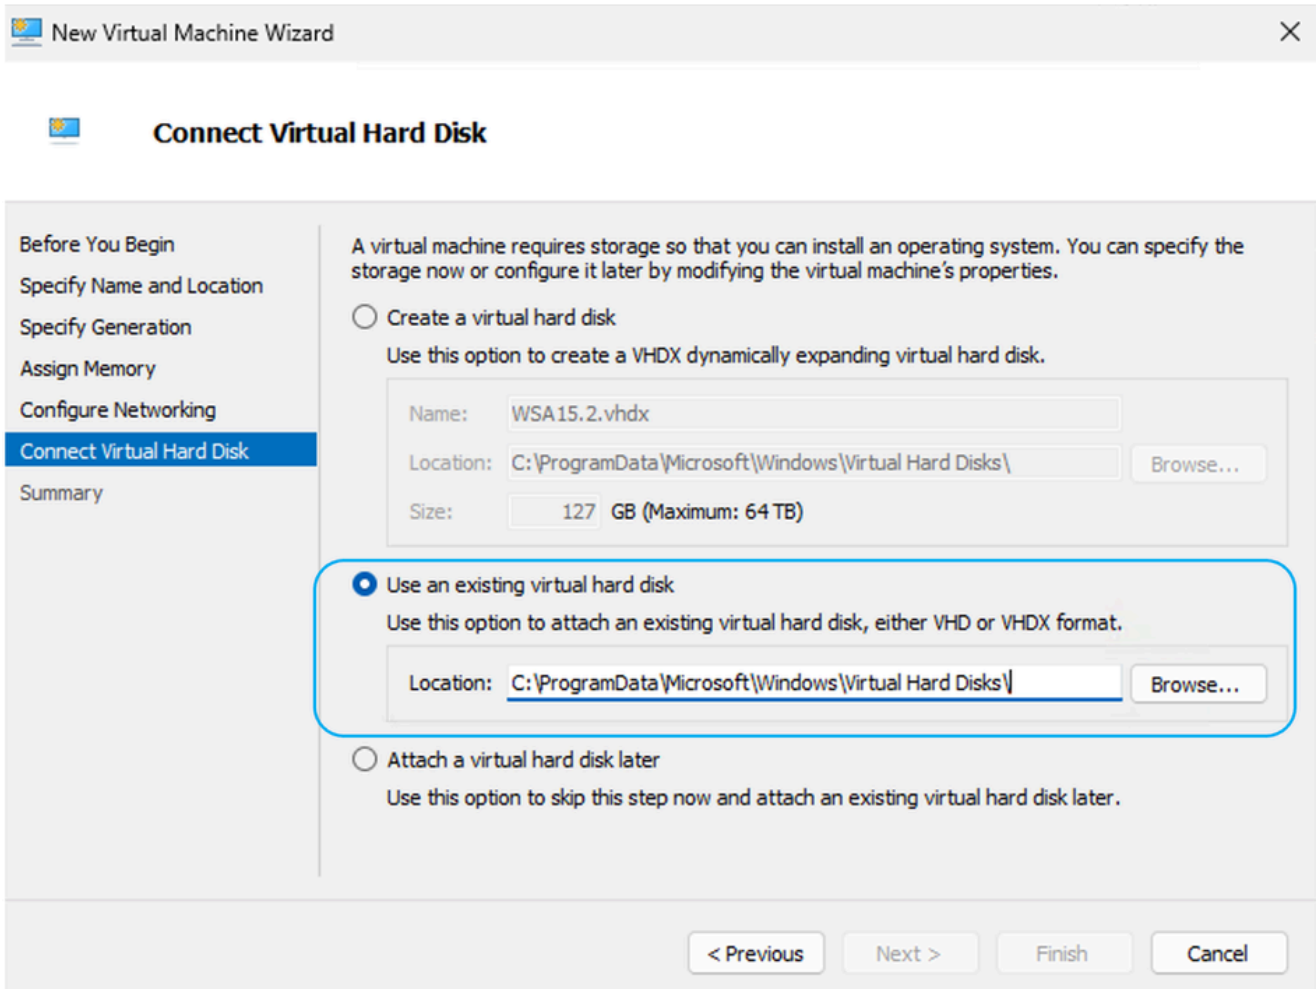 New Virtual Machine Wizard
Connect Virtual Hard Disk
Before You Begin
Specify Name and Location
Specify Generation
Assign Memory
Configure Networking
Connect Virtual Hard Disk
Summary
A virtual machine requires storage so that you can install an operating system. You can specify the
storage now or configure it later by modifying the virtual machine's properties.
Create a virtual hard disk
Use this option to create a VHDX dynamically expanding virtual hard disk.
Name: WSA15.2.vhdx
Location: C:\ProgramData\Microsoft\Windows\Virtual Hard Disks\ Browse...
Size: 127 GB (Maximum: 64 TB)
Use an existing virtual hard disk
Use this option to attach an existing virtual hard disk, either VHD or VHDX format.
Location: C:\ProgramData\Microsoft\Windows\Virtual Hard Disks\ Browse...
Attach a virtual hard disk later
Use this option to skip this step now and attach an existing virtual hard disk later.
< Previous Next > Finish Cancel